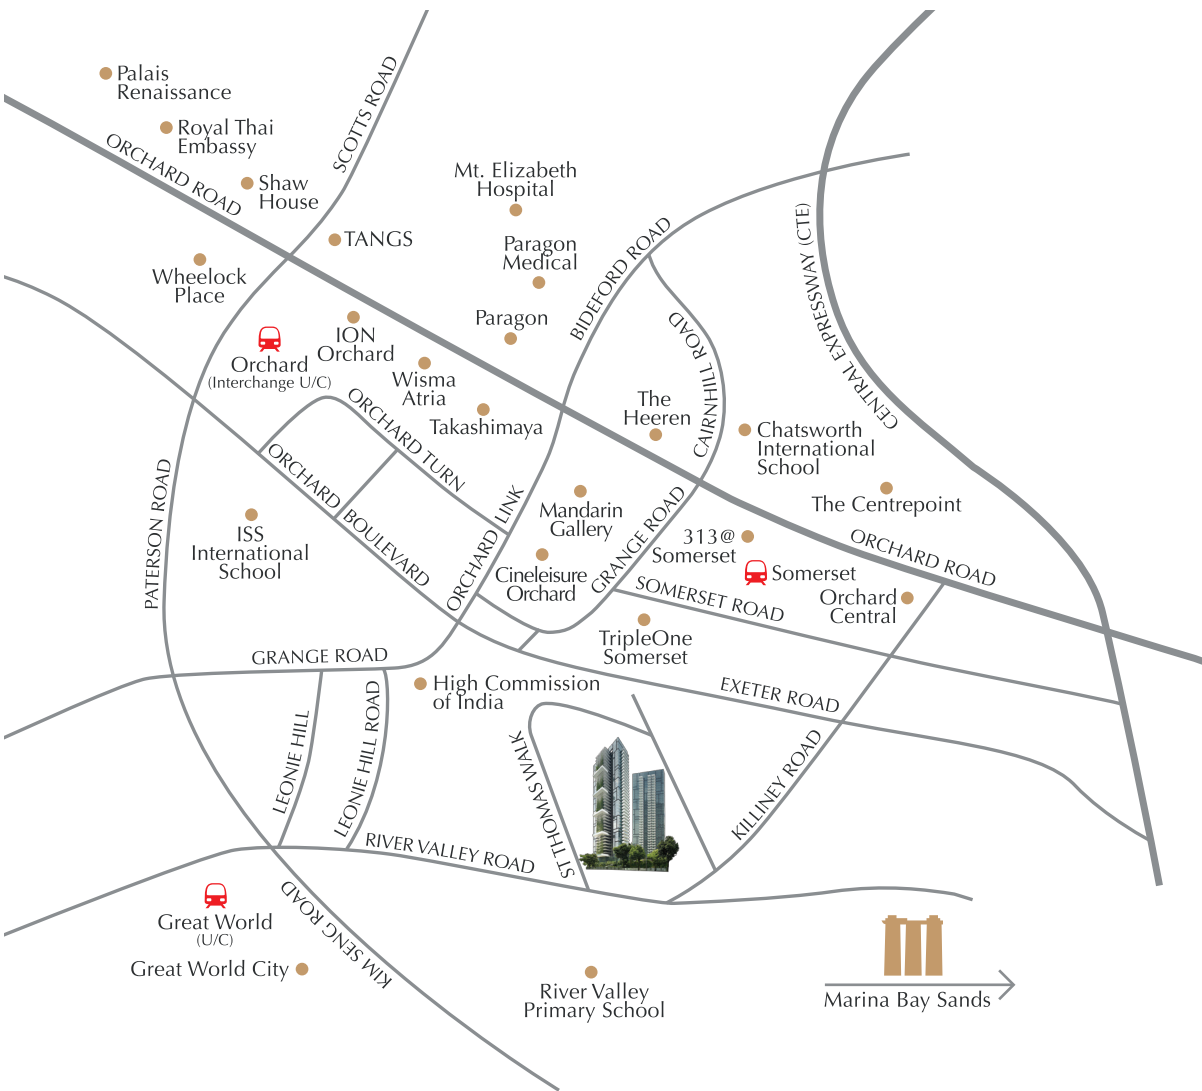 Palais
Renaissance
Royal Thai
Embassy
ORCHARD ROAD
Shaw
House
SCOTTS ROAD
TANGS
Wheelock
Place
Mt. Elizabeth
Hospital
Paragon
Medical
Paragon
BIDEFORD ROAD
CAIRNHILL ROAD
CENTRAL EXPRESSWAY (CTE)
Orchard
(Interchange U/C)
ION
Orchard
Wisma
Atria
Takashimaya
The
Heeren
Chatsworth
International
School
The Centrepoint
ORCHARD TURN
ORCHARD BOULEVARD
ORCHARD LINK
PATERSON ROAD
ISS
International
School
Mandarin
Gallery
Cineleisure
Orchard
GRANGE ROAD
313@
Somerset
Somerset
ORCHARD ROAD
Orchard
Central
SOMERSET ROAD
TripleOne
Somerset
GRANGE ROAD
High Commission
of India
EXETER ROAD
LEONIE HILL
LEONIE HILL ROAD
ST THOMAS WALK
KILLINEY ROAD
RIVER VALLEY ROAD
Great World
(U/C)
KIM SENG ROAD
Great World City
River Valley
Primary School
Marina Bay Sands